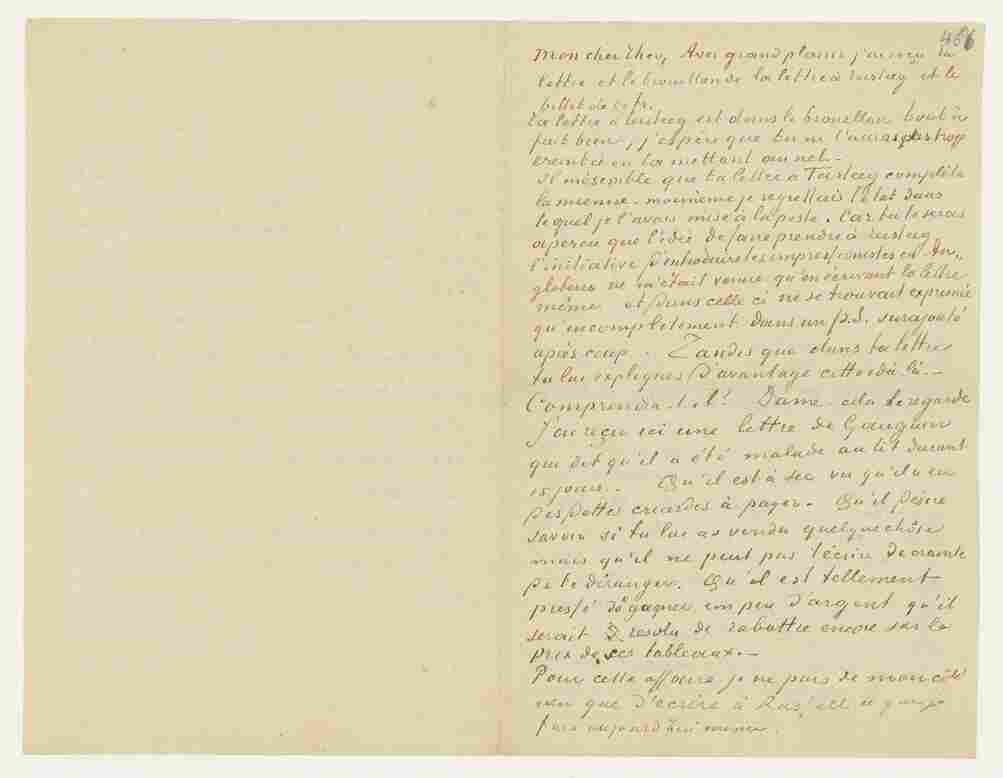 466
Mon cher Theo, Avec grand plaisir j'ai reçu ta
lettre et le brouillon de la lettre à Tersteeg et le
billet de 50 fr.
Ta lettre à Tersteeg est dans le brouillon tout à
fait bien, j'espère que tu ne l'auras pas trop
éreinté en la mettant au net.—
Il me semble que ta lettre à Tersteeg complète
la mienne - moi même je regrettais l'état dans
lequel je l'avais mise à la poste. Car tu te seras
aperçu que l'idée de faire prendre à Tersteeg
l'initiative d'introduire les impressionistes en An-
gleterre ne m'était venue qu'en écrivant la lettre
même et dans celle ci ne se trouvait exprimée
qu'incomplètement dans un p.S. surajouté
après coup. Tandis que dans ta lettre
tu lui expliques d'avantage cette idée là.—
Comprendra-t-il? Dame cela le regarde
J'ai reçu ici une lettre de Gauguin
qui dit qu'il a été malade au lit durant
15 jours. Qu'il est à sec vu qu'il a eu
des dettes criardes à payer. Qu'il désire
savoir si tu lui as vendu quelque chôse
mais qu'il ne peut pas t'écrire de crainte
de te déranger. Qu'il est tellement
pressé de gagner un peu d'argent qu'il
serait résolu de rabattre encore sur le
prix de ses tableaux.—
Pour cette affaire je ne puis de mon côté
rien que d'écrire à Russell ce que je
fais aujourd'hui même.